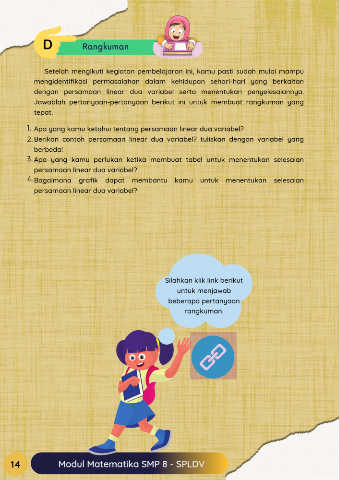 D Rangkuman
Setelah mengikuti kegiatan pembelajaran ini, kamu pasti sudah mulai mampu
mengidentifikasi permasalahan dalam kehidupan sehari-hari yang berkaitan
dengan persamaan linear dua variabel serta menentukan penyelesaiannya.
Jawablah pertanyaan-pertanyaan berikut ini untuk membuat rangkuman yang
tepat.
1. Apa yang kamu ketahui tentang persamaan linear dua variabel?
2. Berikan contoh persamaan linear dua variabel? tuliskan dengan variabel yang
berbeda!
3. Apa yang kamu perlukan ketika membuat tabel untuk menentukan selesaian
persamaan linear dua variabel?
4. Bagaimana grafik dapat membantu kamu untuk menentukan selesaian
persamaan linear dua variabel?
Silahkan klik link berikut
untuk menjawab
beberapa pertanyaan
rangkuman
14 Modul Matematika SMP 8 - SPLDV